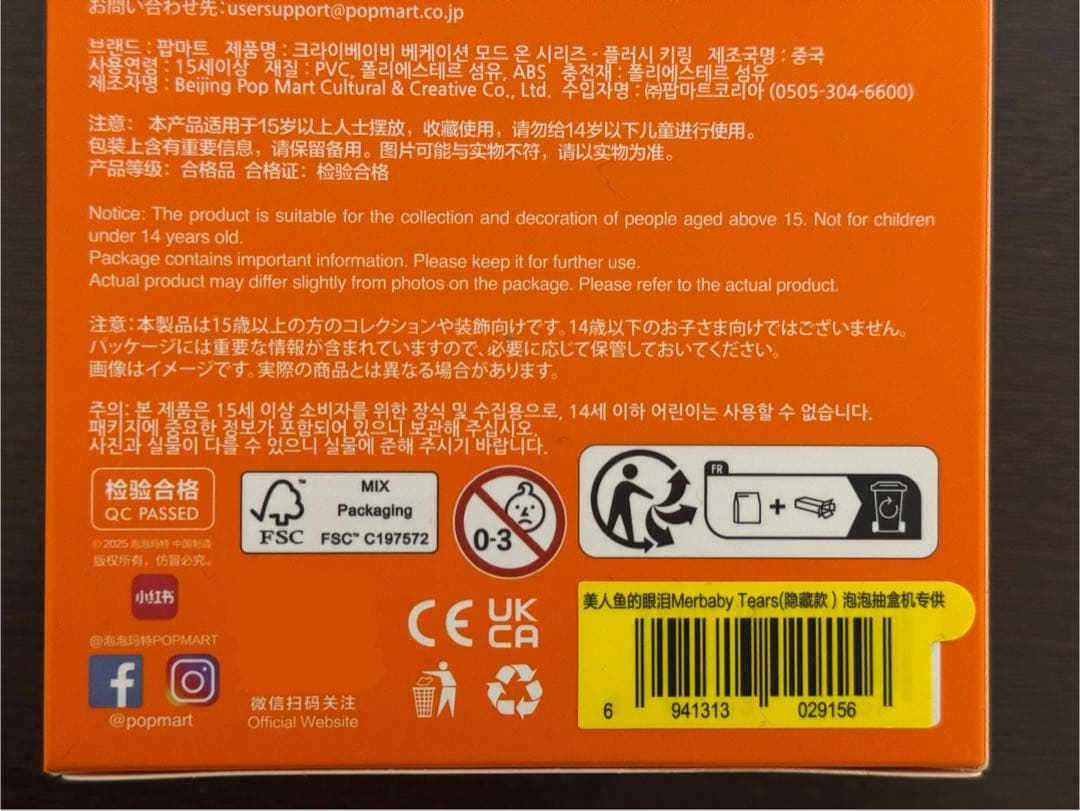 お問い合わせ先：usersupport@popmart.co.jp
브랜드 : 팝마트 제품명 : 크라이베이비 베케이션 모드 온 시리즈 - 플러시 키링 제조국명 : 중국
사용연령 : 15세이상 재질 : PVC, 폴리에스테르 섬유, ABS 충전재 : 폴리에스테르 섬유
제조자명 : Beijing Pop Mart Cultural & Creative Co., Ltd. 수입자명 : ㈜팝마트코리아 (0505-304-6600)
注意： 本产品适用于15岁以上人士摆放，收藏使用，请勿给14岁以下儿童进行使用。
包装上含有重要信息，请保留备用。图片可能与实物不符，请以实物为准。
产品等级：合格品 合格证：检验合格
Notice: The product is suitable for the collection and decoration of people aged above 15. Not for children
under 14 years old.
Package contains important information. Please keep it for further use.
Actual product may differ slightly from photos on the package. Please refer to the actual product.
注意：本製品は15歳以上の方のコレクションや装飾向けです。14歳以下のお子さま向けではございません。
パッケージには重要な情報が含まれていますので、必要に応じて保管しておいてください。
画像はイメージです。実際の商品とは異なる場合があります。
주의: 본 제품은 15세 이상 소비자를 위한 장식 및 수집용으로, 14세 이하 어린이는 사용할 수 없습니다.
패키지에 중요한 정보가 포함되어 있으니 보관해 주십시오.
사진과 실물이 다를 수 있으니 실물에 준해 주시기 바랍니다.
检验合格
QC PASSED
FSC™
MIX
Packaging
FSC™ C197572
0-3
FR
© 2025 泡泡玛特 中国制造
版权所有，仿冒必究。
小红书
@泡泡玛特POPMART
@popmart
微信扫码关注
Official Website
CE
UK
CA
美人鱼的眼泪Merbaby Tears(隐藏款）泡泡抽盒机专供
6 941313 029156